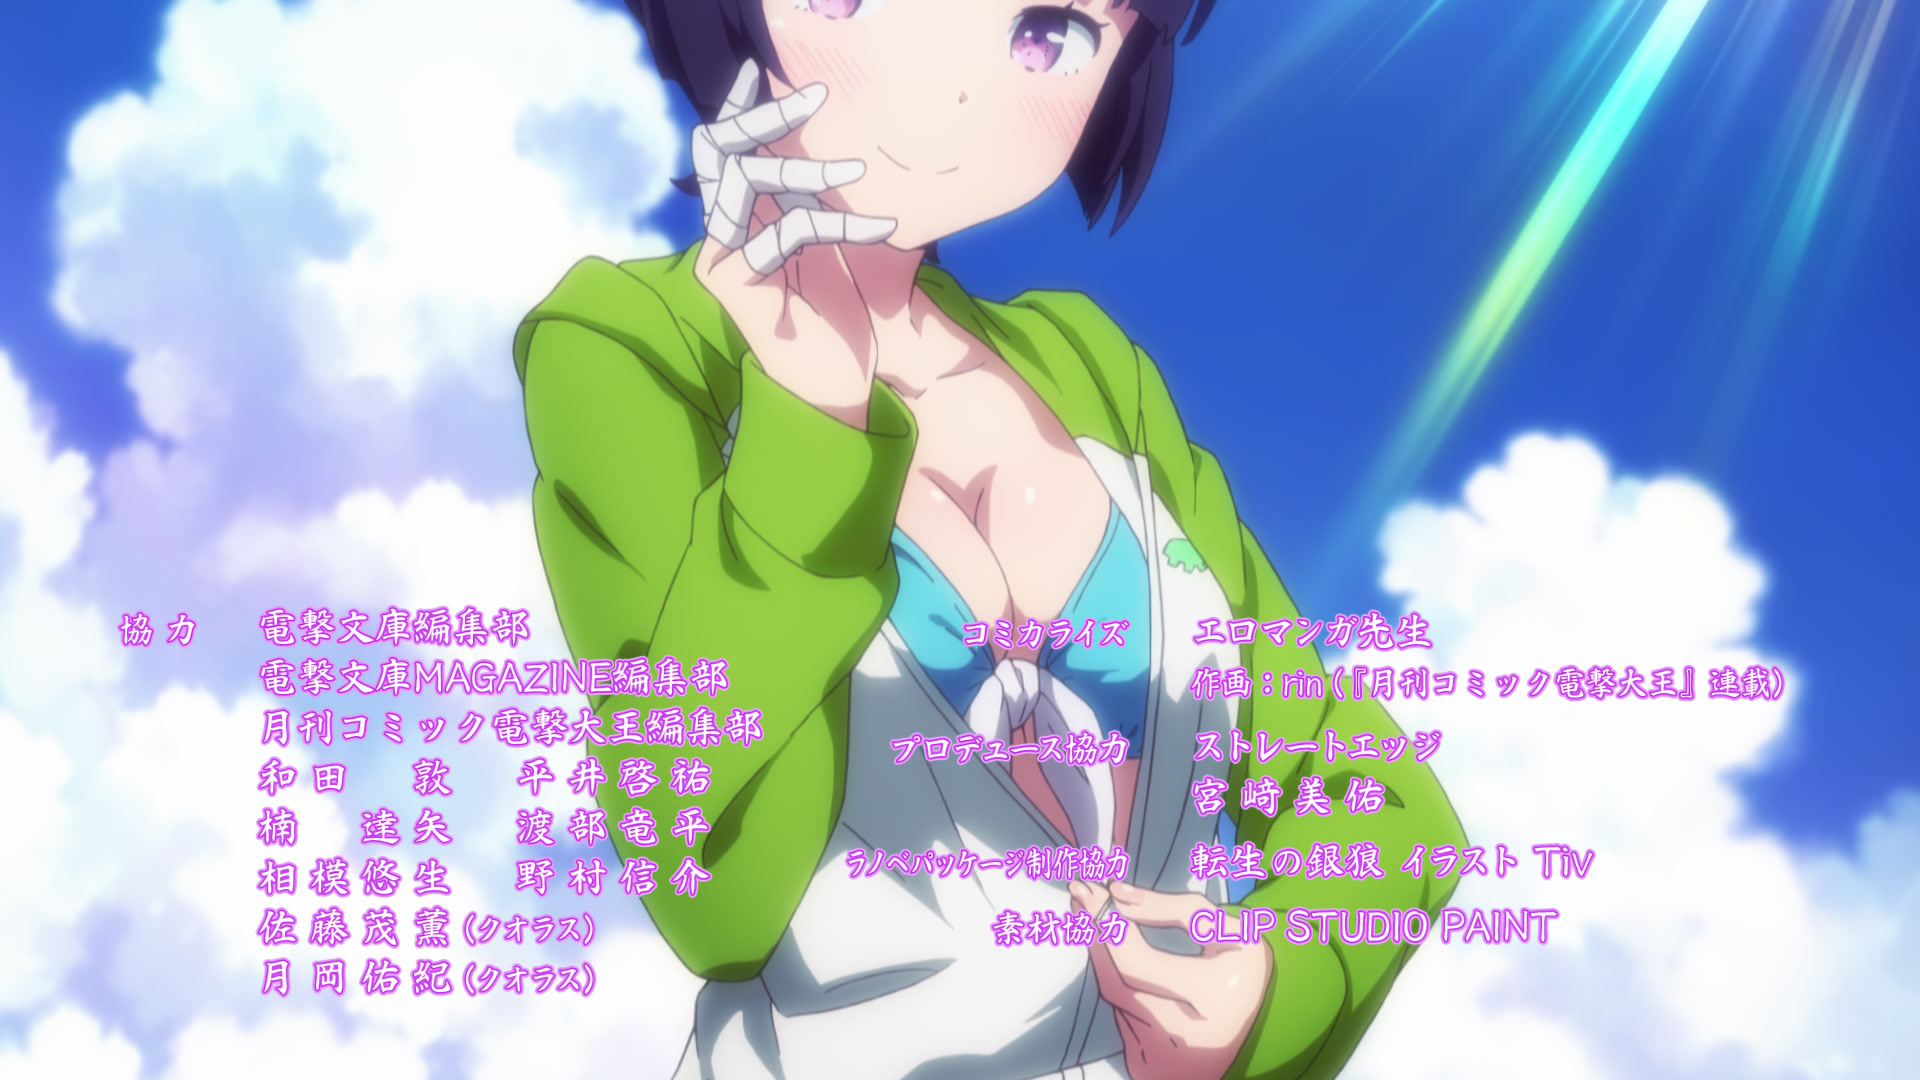 協力 電撃文庫編集部
電撃文庫MAGAZINE編集部
月刊コミック電撃大王編集部
和田 敦 平井啓祐
楠 達矢 渡部竜平
相模悠生 野村信介
佐藤茂薫(クオラス)
月岡佑紀(クオラス)
コミカライズ エロマンガ先生
作画：rin(『月刊コミック電撃大王』連載)
プロデュース協力 ストレートエッジ
宮﨑美佑
ラノベパッケージ制作協力 転生の銀狼 イラスト Tiv
素材協力 CLIP STUDIO PAINT